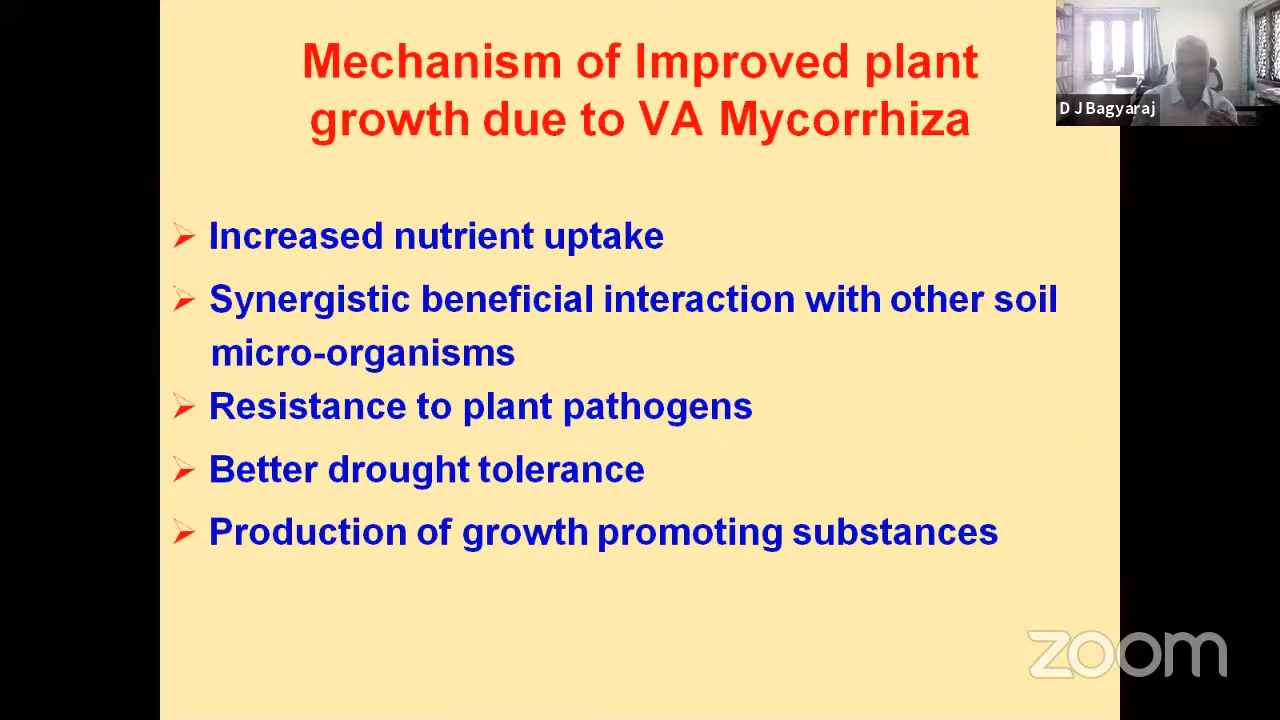 Mechanism of Improved plant
growth due to VA Mycorrhiza
D J Bagyaraj
Increased nutrient uptake
Synergistic beneficial interaction with other soil
micro-organisms
Resistance to plant pathogens
Better drought tolerance
Production of growth promoting substances
zoom